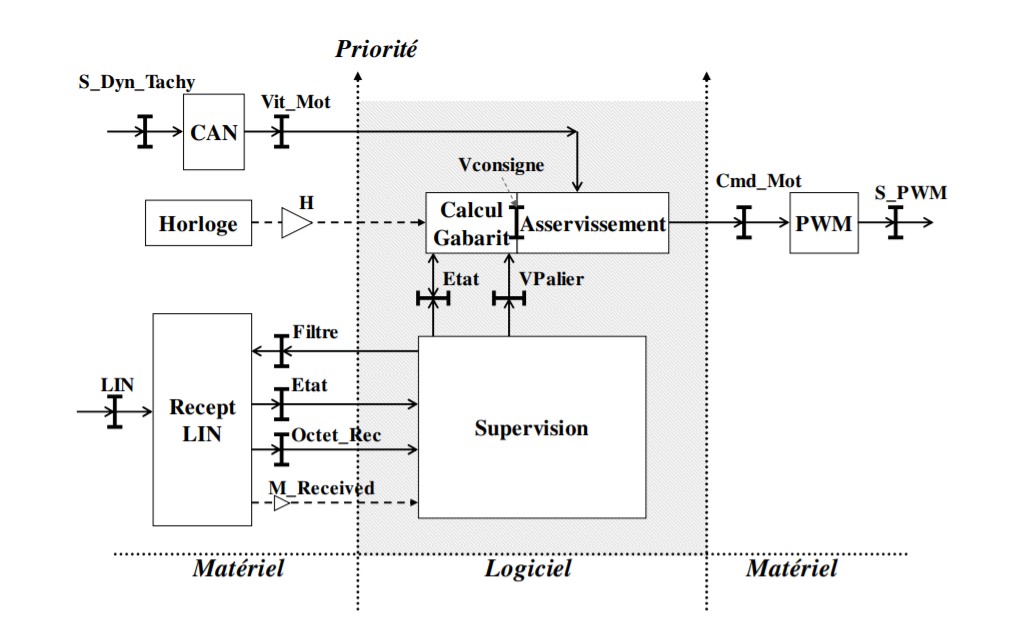 Priorité
S_Dyn_Tachy
Vit_Mot
CAN
Vconsigne
Cmd_Mot
S_PWM
H
Horloge
Calcul
Gabarit
Asservissement
PWM
Etat
VPalier
Filtre
LIN
Etat
Recept
LIN
Octet_Rec
Supervision
M_Received
Matériel
Logiciel
Matériel